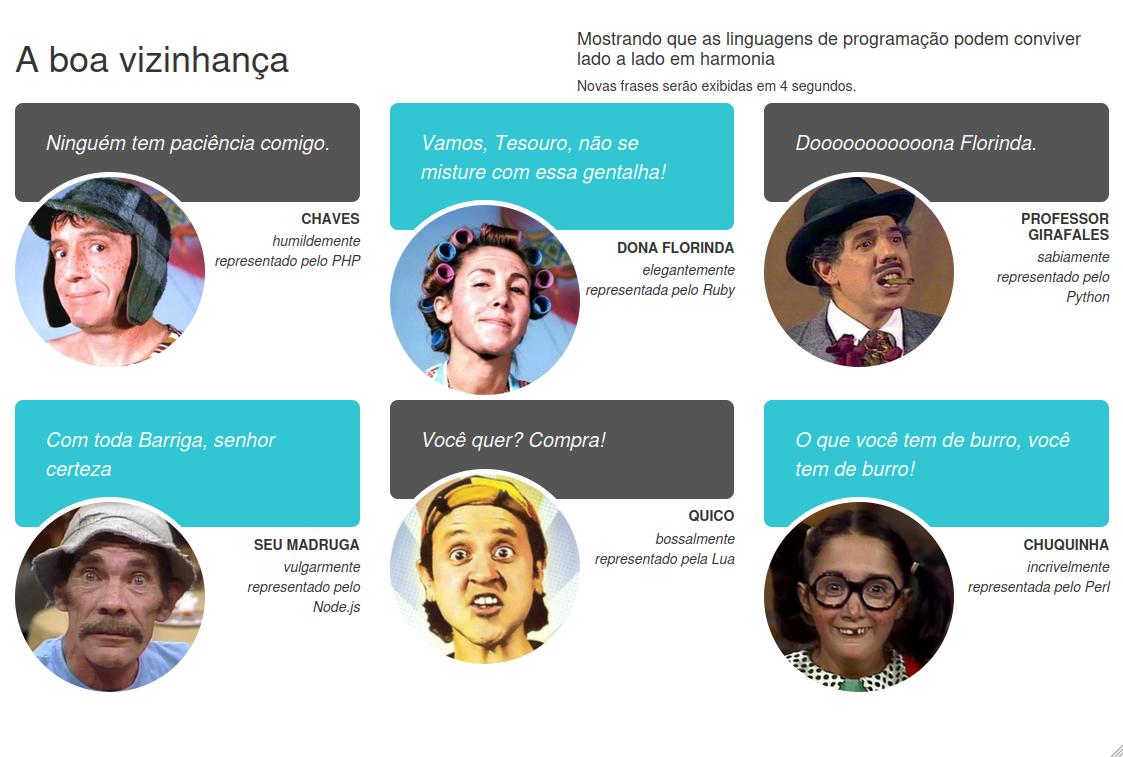 A boa vizinhança
Mostrando que as linguagens de programação podem conviver
lado a lado em harmonia
Novas frases serão exibidas em 4 segundos.
Ninguém tem paciência comigo.
CHAVES
humildemente
representado pelo PHP
Vamos, Tesouro, não se
misture com essa gentalha!
DONA FLORINDA
elegantemente
representada pelo Ruby
Dooooooooooona Florinda.
PROFESSOR
GIRAFALES
sabiamente
representado pelo
Python
Com toda Barriga, senhor
certeza
SEU MADRUGA
vulgarmente
representado pelo
Node.js
Você quer? Compra!
QUICO
bossalmente
representado pela Lua
O que você tem de burro, você
tem de burro!
CHUQUINHA
incrivelmente
representada pelo Perl